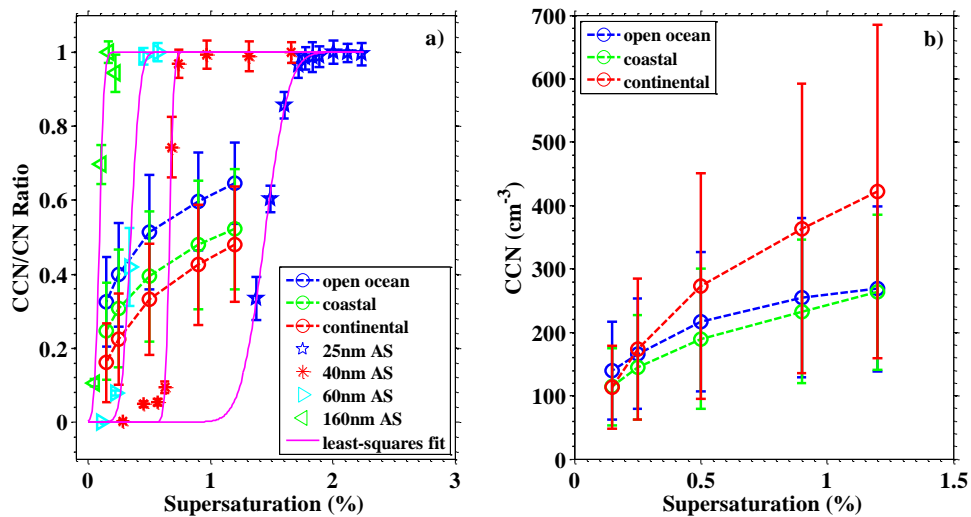 a)
CCN/CN Ratio
1
0.8
0.6
0.4
0.2
0
0 1 2 3
Supersaturation (%)
open ocean
coastal
continental
25nm AS
40nm AS
60nm AS
160nm AS
least-squares fit
b)
CCN (cm-3)
700
600
500
400
300
200
100
0
0 0.5 1 1.5
Supersaturation (%)
open ocean
coastal
continental